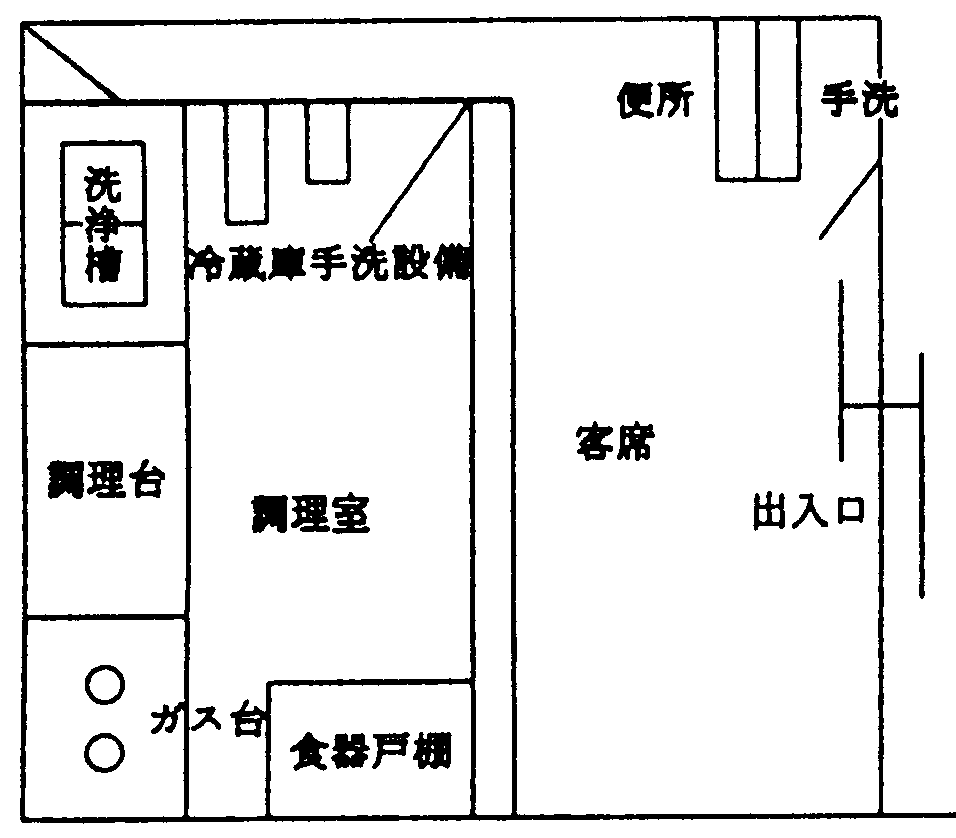 便所 手洗
洗浄槽
冷蔵庫手洗設備
客席
調理台
調理室
出入口
ガス台
食器戸棚